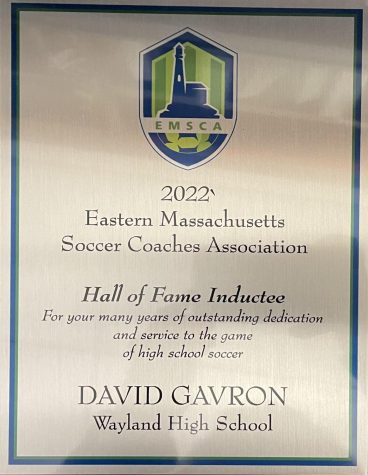 EMSCA
2022`
Eastern Massachusetts
Soccer Coaches Association
Hall of Fame Inductee
For your many years of outstanding dedication
and service to the game
of high school soccer
DAVID GAVRON
Wayland High School